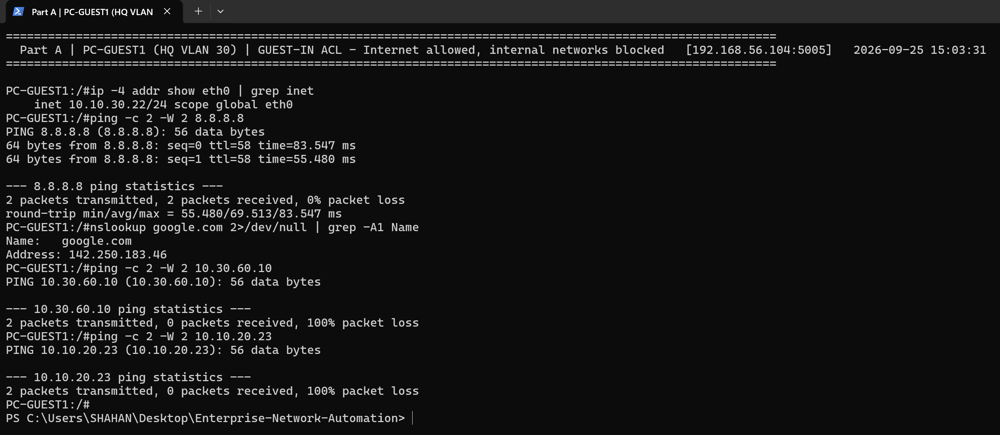 Part A | PC-GUEST1 (HQ VLAN
==============================================================================================================
  Part A | PC-GUEST1 (HQ VLAN 30) | GUEST-IN ACL - Internet allowed, internal networks blocked   [192.168.56.104:5005]   2026-09-25 15:03:31
==============================================================================================================
PC-GUEST1:/#ip -4 addr show eth0 | grep inet
    inet 10.10.30.22/24 scope global eth0
PC-GUEST1:/#ping -c 2 -W 2 8.8.8.8
PING 8.8.8.8 (8.8.8.8): 56 data bytes
64 bytes from 8.8.8.8: seq=0 ttl=58 time=83.547 ms
64 bytes from 8.8.8.8: seq=1 ttl=58 time=55.480 ms
--- 8.8.8.8 ping statistics ---
2 packets transmitted, 2 packets received, 0% packet loss
round-trip min/avg/max = 55.480/69.513/83.547 ms
PC-GUEST1:/#nslookup google.com 2>/dev/null | grep -A1 Name
Name:   google.com
Address: 142.250.183.46
PC-GUEST1:/#ping -c 2 -W 2 10.30.60.10
PING 10.30.60.10 (10.30.60.10): 56 data bytes
--- 10.30.60.10 ping statistics ---
2 packets transmitted, 0 packets received, 100% packet loss
PC-GUEST1:/#ping -c 2 -W 2 10.10.20.23
PING 10.10.20.23 (10.10.20.23): 56 data bytes
--- 10.10.20.23 ping statistics ---
2 packets transmitted, 0 packets received, 100% packet loss
PC-GUEST1:/#
PS C:\Users\SHAHAN\Desktop\Enterprise-Network-Automation>